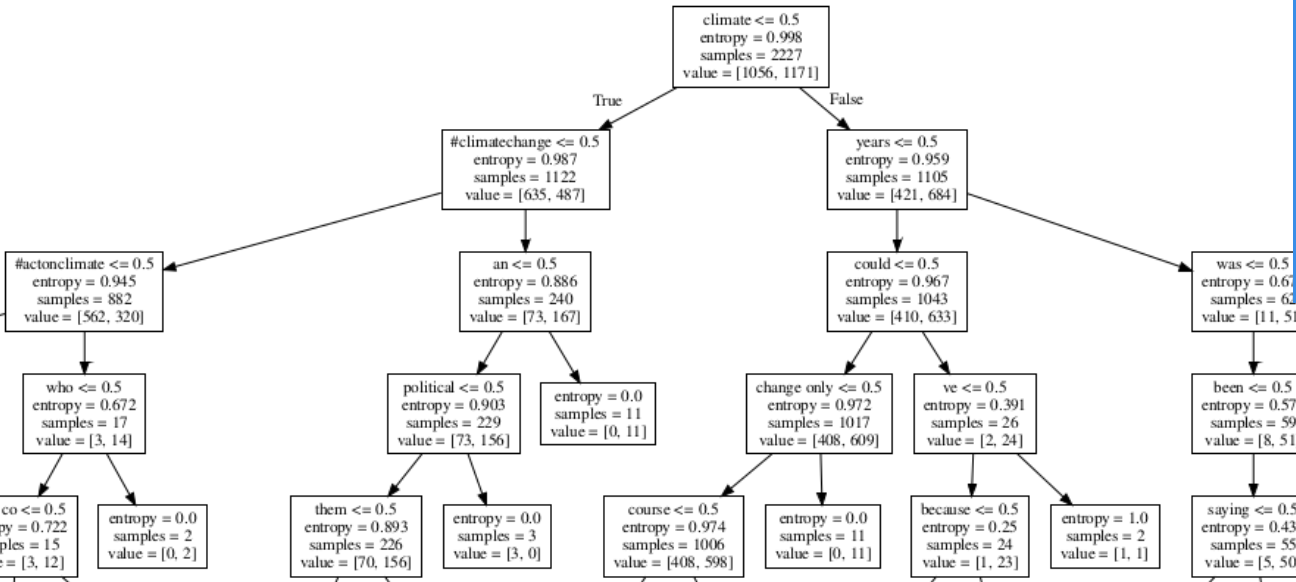 climate <= 0.5
entropy = 0.998
samples = 2227
value = [1056, 1171]
True
False
#climatechange <= 0.5
entropy = 0.987
samples = 1122
value = [635, 487]
years <= 0.5
entropy = 0.959
samples = 1105
value = [421, 684]
#actonclimate <= 0.5
entropy = 0.945
samples = 882
value = [562, 320]
an <= 0.5
entropy = 0.886
samples = 240
value = [73, 167]
could <= 0.5
entropy = 0.967
samples = 1043
value = [410, 633]
was <= 0.5
entropy = 0.67
samples = 62
value = [11, 51
who <= 0.5
entropy = 0.672
samples = 17
value = [3, 14]
political <= 0.5
entropy = 0.903
samples = 229
value = [73, 156]
entropy = 0.0
samples = 11
value = [0, 11]
change only <= 0.5
entropy = 0.972
samples = 1017
value = [408, 609]
ve <= 0.5
entropy = 0.391
samples = 26
value = [2, 24]
been <= 0.5
entropy = 0.57
samples = 59
value = [8, 51
co <= 0.5
py = 0.722
ples = 15
e = [3, 12]
entropy = 0.0
samples = 2
value = [0, 2]
them <= 0.5
entropy = 0.893
samples = 226
value = [70, 156]
entropy = 0.0
samples = 3
value = [3, 0]
course <= 0.5
entropy = 0.974
samples = 1006
value = [408, 598]
entropy = 0.0
samples = 11
value = [0, 11]
because <= 0.5
entropy = 0.25
samples = 24
value = [1, 23]
entropy = 1.0
samples = 2
value = [1, 1]
saying <= 0.5
entropy = 0.43
samples = 55
value = [5, 50